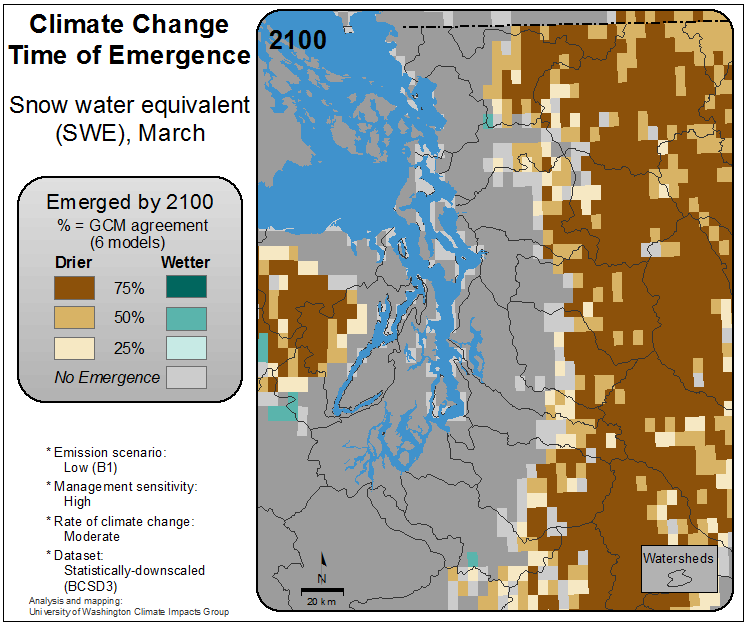 Climate Change
Time of Emergence
Snow water equivalent
(SWE), March
Emerged by 2100
% = GCM agreement
(6 models)
Drier Wetter
75%
50%
25%
No Emergence
* Emission scenario:
Low (B1)
* Management sensitivity:
High
* Rate of climate change:
Moderate
* Dataset:
Statistically-downscaled
(BCSD3)
Analysis and mapping:
University of Washington Climate Impacts Group
2100
N
20 km
Watersheds